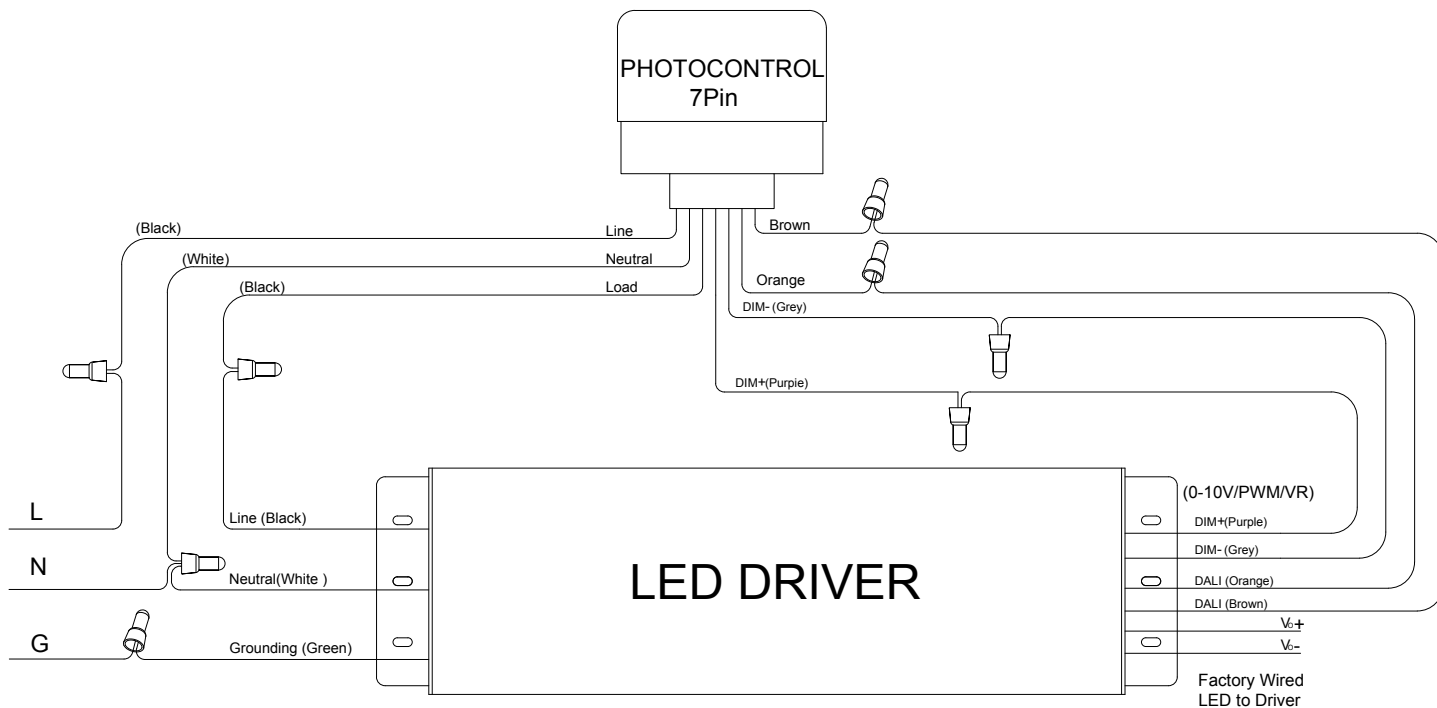 PHOTOCONTROL
7Pin
(Black)
Line
Brown
(White)
Neutral
(Black)
Load
Orange
DIM- (Grey)
DIM+(Purpie)
L
Line (Black)
(0-10V/PWM/VR)
DIM+(Purple)
N
Neutral(White )
LED DRIVER
DIM- (Grey)
DALI (Orange)
DALI (Brown)
G
Grounding (Green)
Vo+
Vo-
Factory Wired
LED to Driver